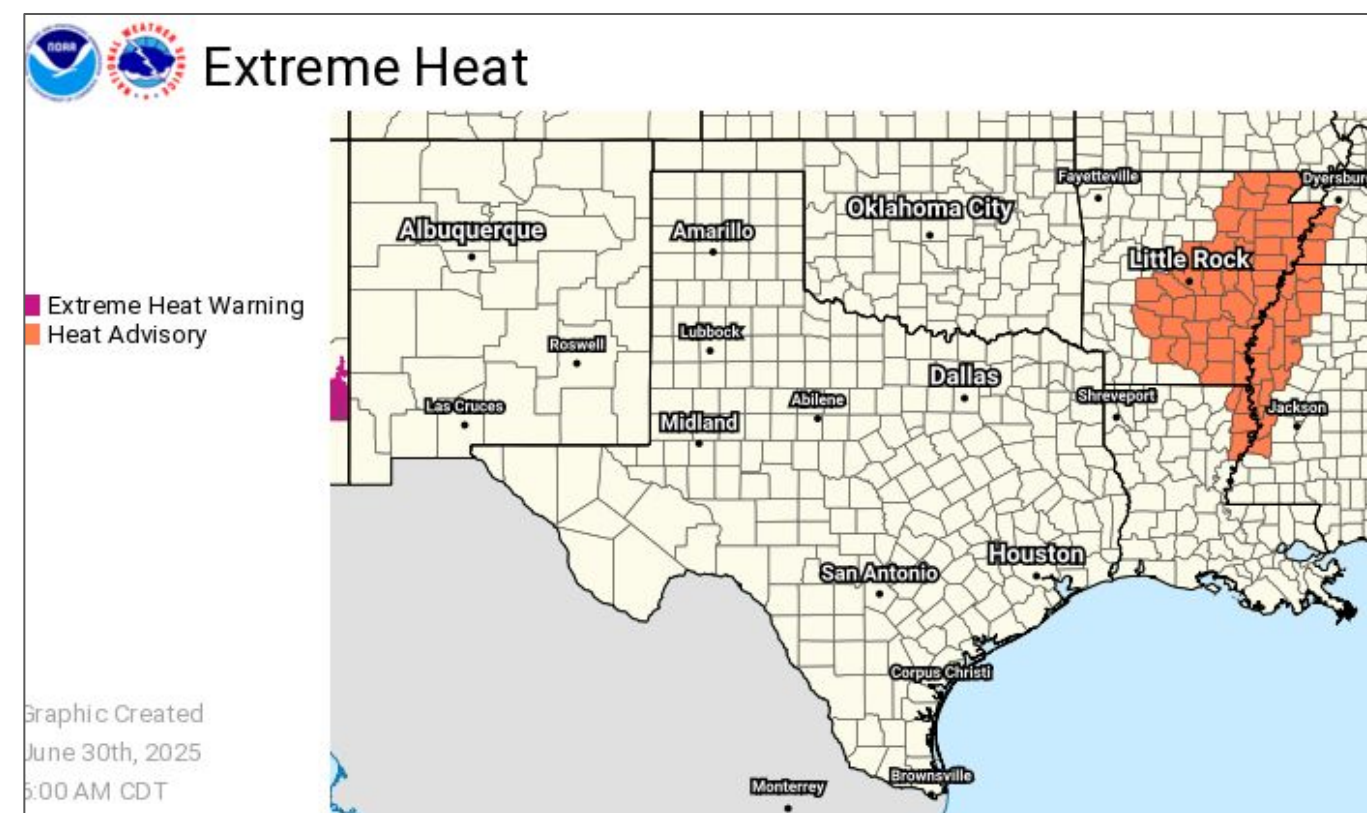 NOAA
NATIONAL WEATHER SERVICE
Extreme Heat
Extreme Heat Warning
Heat Advisory
Fayetteville
Dyersbur
Oklahoma City
Albuquerque
Amarillo
Little Rock
Lubbock
Roswell
Dallas
Abilene
Shreveport
Las Cruces
Jackson
Midland
Houston
San Antonio
Corpus Christi
Brownsville
Monterrey
Graphic Created
June 30th, 2025
:00 AM CDT